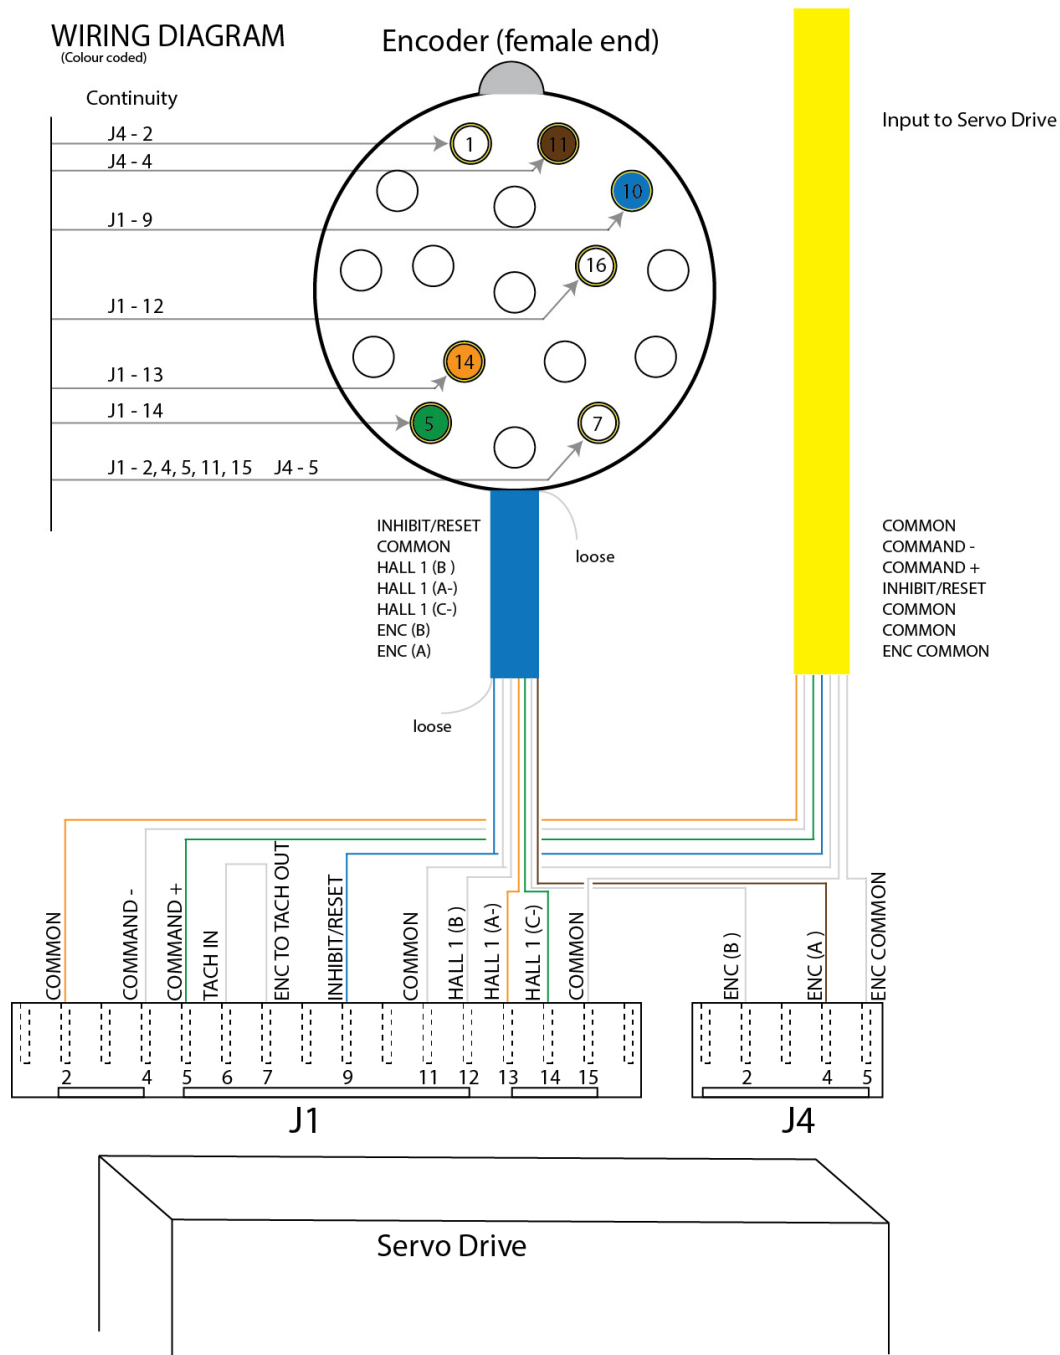 WIRING DIAGRAM
(Colour coded)
Encoder (female end)
Continuity
Input to Servo Drive
J4 - 2
J4 - 4
J1 - 9
J1 - 12
J1 - 13
J1 - 14
J1 - 2, 4, 5, 11, 15 J4 - 5
1
11
10
16
14
5
7
INHIBIT/RESET
COMMON
HALL 1 (B )
HALL 1 (A-)
HALL 1 (C-)
ENC (B)
ENC (A)
loose
COMMON
COMMAND -
COMMAND +
INHIBIT/RESET
COMMON
COMMON
ENC COMMON
loose
COMMON
COMMAND -
COMMAND +
TACH IN
ENC TO TACH OUT
INHIBIT/RESET
COMMON
HALL 1 (B )
HALL 1 (A-)
HALL 1 (C-)
COMMON
ENC (B )
ENC (A )
ENC COMMON
2 4 5 6 7 9 11 12 13 14 15
2 4 5
J1
J4
Servo Drive